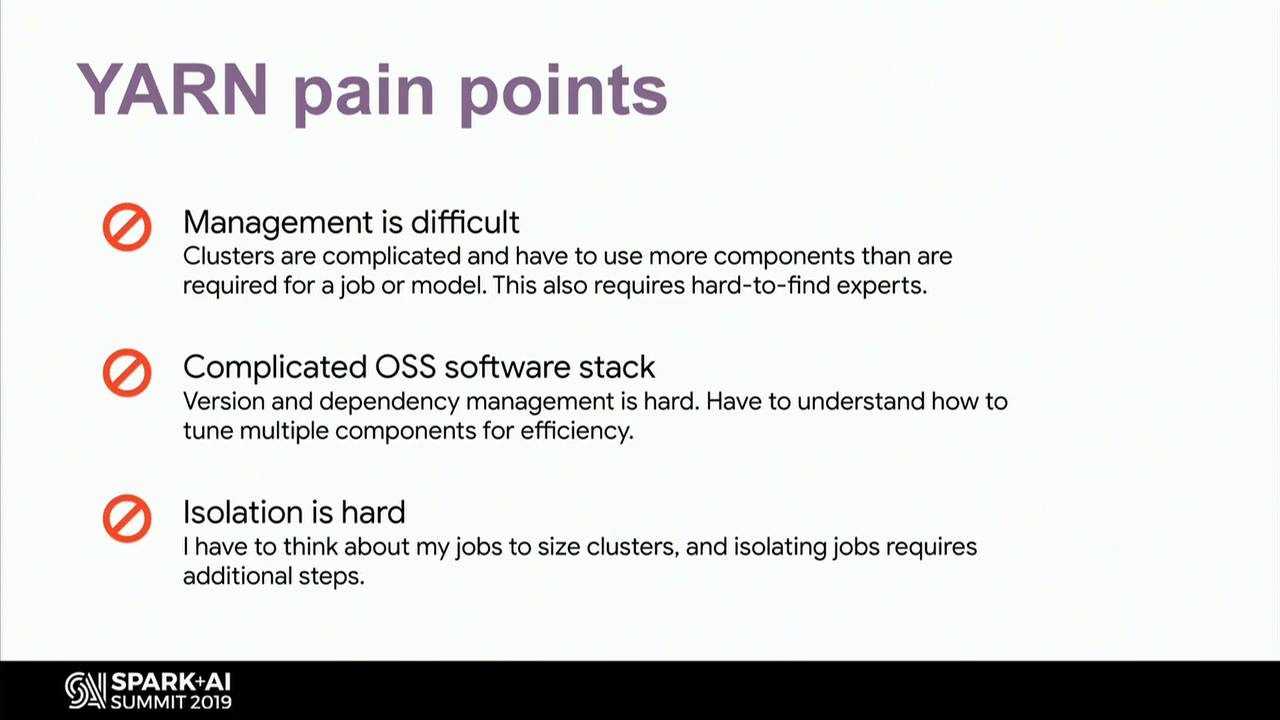 YARN pain points
Management is difficult
Clusters are complicated and have to use more components than are
required for a job or model. This also requires hard-to-find experts.
Complicated OSS software stack
Version and dependency management is hard. Have to understand how to
tune multiple components for efficiency.
Isolation is hard
I have to think about my jobs to size clusters, and isolating jobs requires
additional steps.
SPARK+AI
SUMMIT 2019